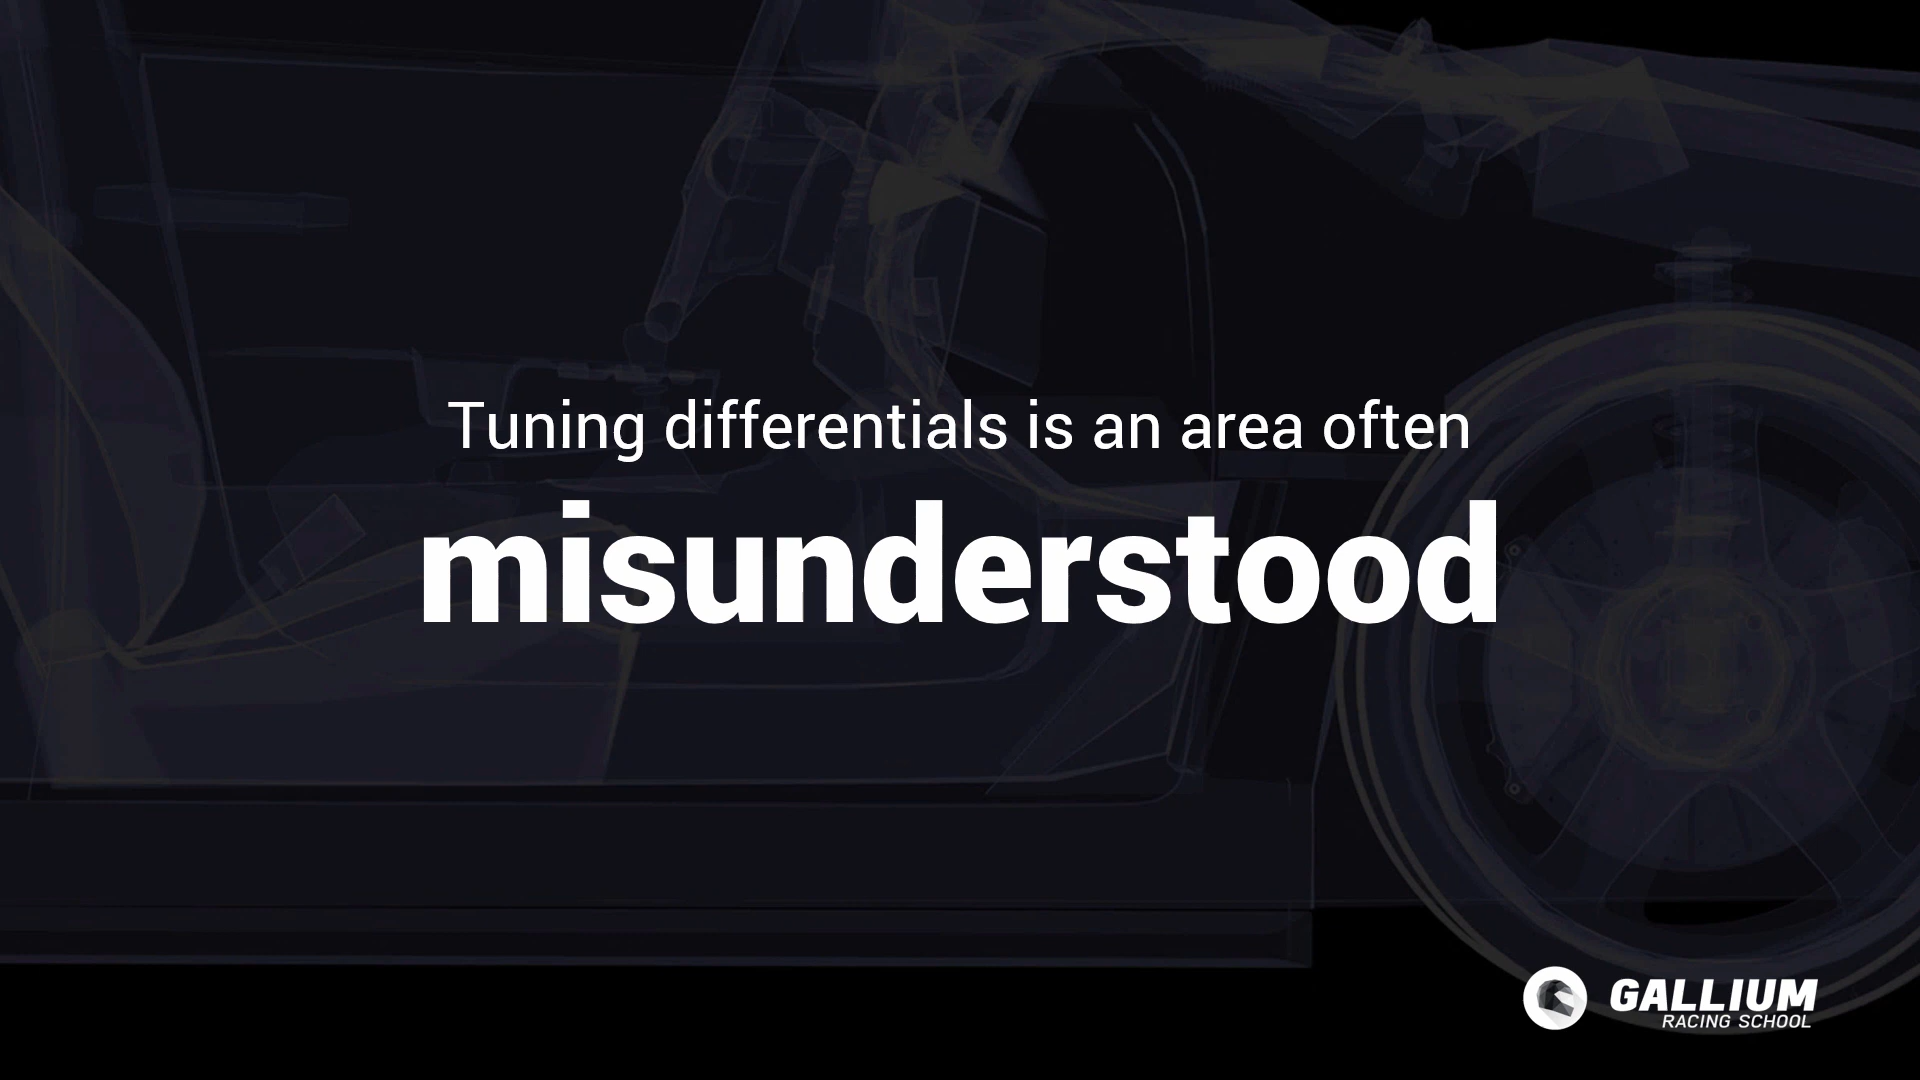 Tuning differentials is an area often
misunderstood
GALLIUM
RACING SCHOOL